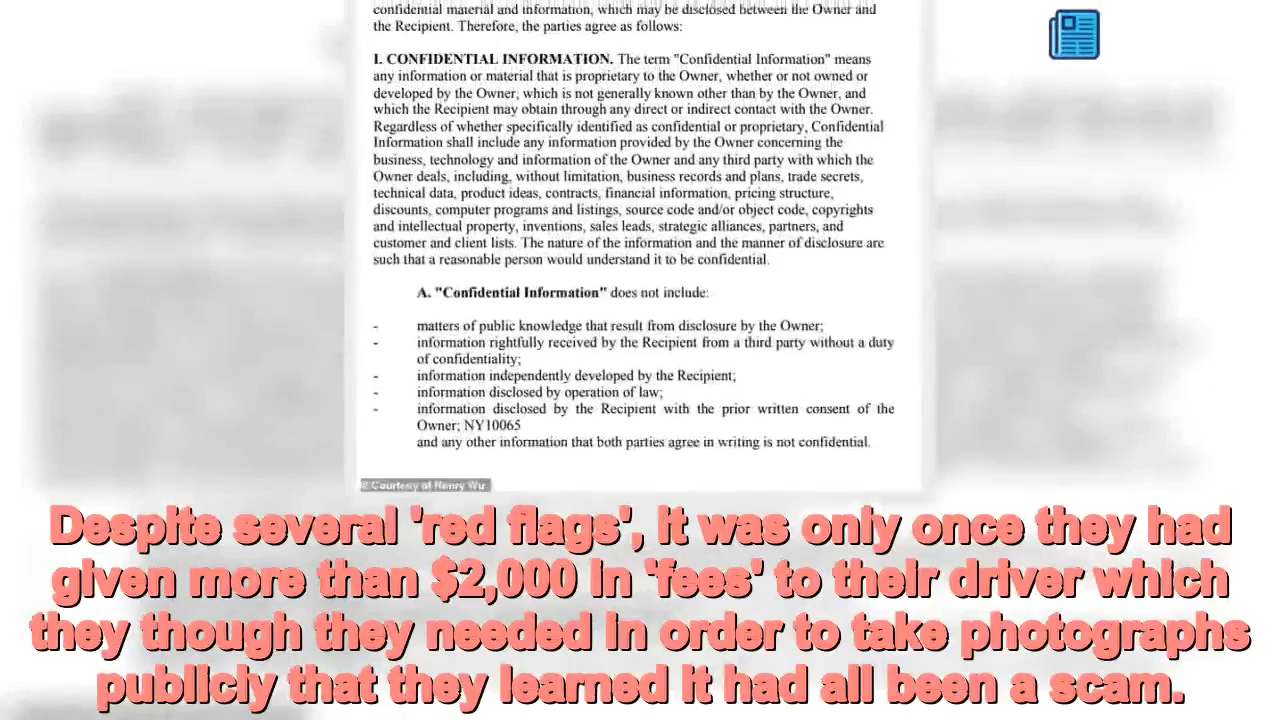 confidential material and information, which may be disclosed between the Owner and
the Recipient. Therefore, the parties agree as follows:
I. CONFIDENTIAL INFORMATION. The term "Confidential Information" means
any information or material that is proprietary to the Owner, whether or not owned or
developed by the Owner, which is not generally known other than by the Owner, and
which the Recipient may obtain through any direct or indirect contact with the Owner.
Regardless of whether specifically identified as confidential or proprietary, Confidential
Information shall include any information provided by the Owner concerning the
business, technology and information of the Owner and any third party with which the
Owner deals, including, without limitation, business records and plans, trade secrets,
technical data, product ideas, contracts, financial information, pricing structure,
discounts, computer programs and listings, source code and/or object code, copyrights
and intellectual property, inventions, sales leads, strategic alliances, partners, and
customer and client lists. The nature of the information and the manner of disclosure are
such that a reasonable person would understand it to be confidential.
A. "Confidential Information" does not include:
- matters of public knowledge that result from disclosure by the Owner;
- information rightfully received by the Recipient from a third party without a duty
of confidentiality;
- information independently developed by the Recipient;
- information disclosed by operation of law;
- information disclosed by the Recipient with the prior written consent of the
Owner; NY10065
and any other information that both parties agree in writing is not confidential.
© Courtesy of Henry Wu
Despite several 'red flags', it was only once they had
given more than $2,000 in 'fees' to their driver which
they though they needed in order to take photographs
publicly that they learned it had all been a scam.